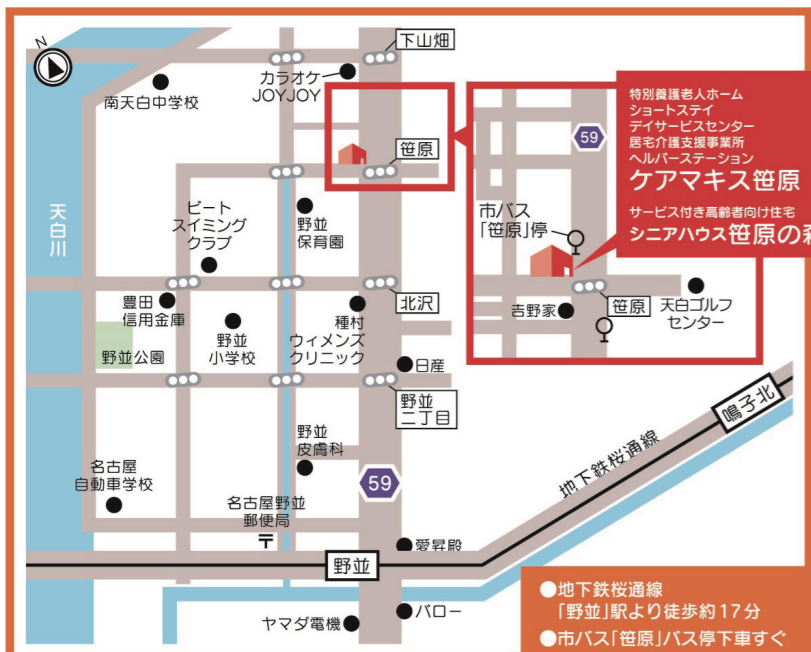 N
下山畑
カラオケ
JOYJOY
南天白中学校
笹原
天白川
ビート
スイミング
クラブ
野並
保育園
北沢
豊田
信用金庫
野並
小学校
種村
ウィメンズ
クリニック
野並公園
日産
野並
二丁目
野並
皮膚科
59
名古屋
自動車学校
名古屋野並
郵便局
〒
愛昇殿
野並
地下鉄桜通線
鳴子北
ヤマダ電機
バロー
特別養護老人ホーム
ショートステイ
デイサービスセンター
居宅介護支援事業所
ヘルパーステーション
ケアマキス笹原
サービス付き高齢者向け住宅
シニアハウス笹原の森
59
市バス
「笹原」停
吉野家
笹原
天白ゴルフ
センター
●地下鉄桜通線
「野並」駅より徒歩約17分
●市バス「笹原」バス停下車すぐ